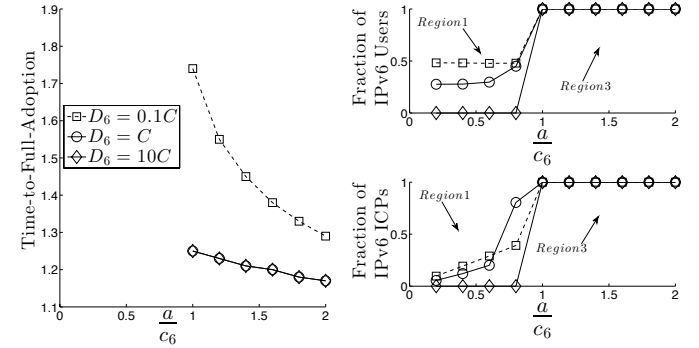 Time-to-Full-Adoption
1.9
1.8
1.7
1.6
1.5
1.4
1.3
1.2
1.1
D₆ = 0.1C
D₆ = C
D₆ = 10C
0
0.5
1
1.5
2
a
c₆
Fraction of
IPv6 Users
1
0.5
0
Region1
Region3
0
0.5
1
1.5
2
a
c₆
Fraction of
IPv6 ICPs
1
0.5
0
Region1
Region3
0
0.5
1
1.5
2
a
c₆